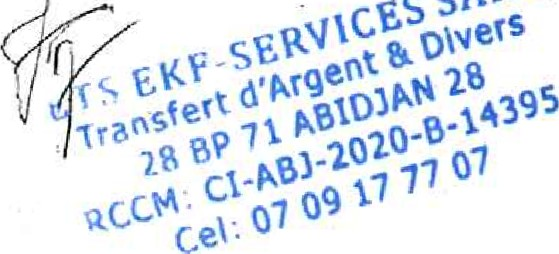 ETS EKF-SERVICES
Transfert d'Argent & Divers
28 BP 71 ABIDJAN 28
RCCM: CI-ABJ-2020-B-14395
Cel: 07 09 17 77 07